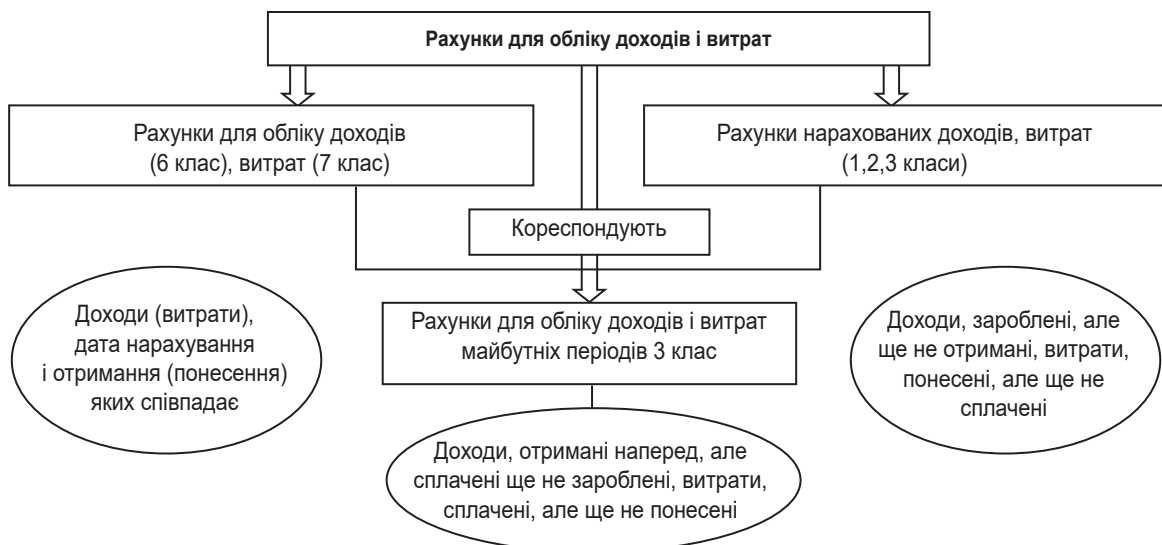 Рахунки для обліку доходів і витрат
Рахунки для обліку доходів
(6 клас), витрат (7 клас)
Рахунки нарахованих доходів, витрат
(1,2,3 класи)
Кореспондують
Доходи (витрати),
дата нарахування
і отримання (понесення)
яких співпадає
Рахунки для обліку доходів і витрат
майбутніх періодів 3 клас
Доходи, зароблені, але
ще не отримані, витрати,
понесені, але ще не
сплачені
Доходи, отримані наперед, але
сплачені ще не зароблені, витрати,
сплачені, але ще не понесені